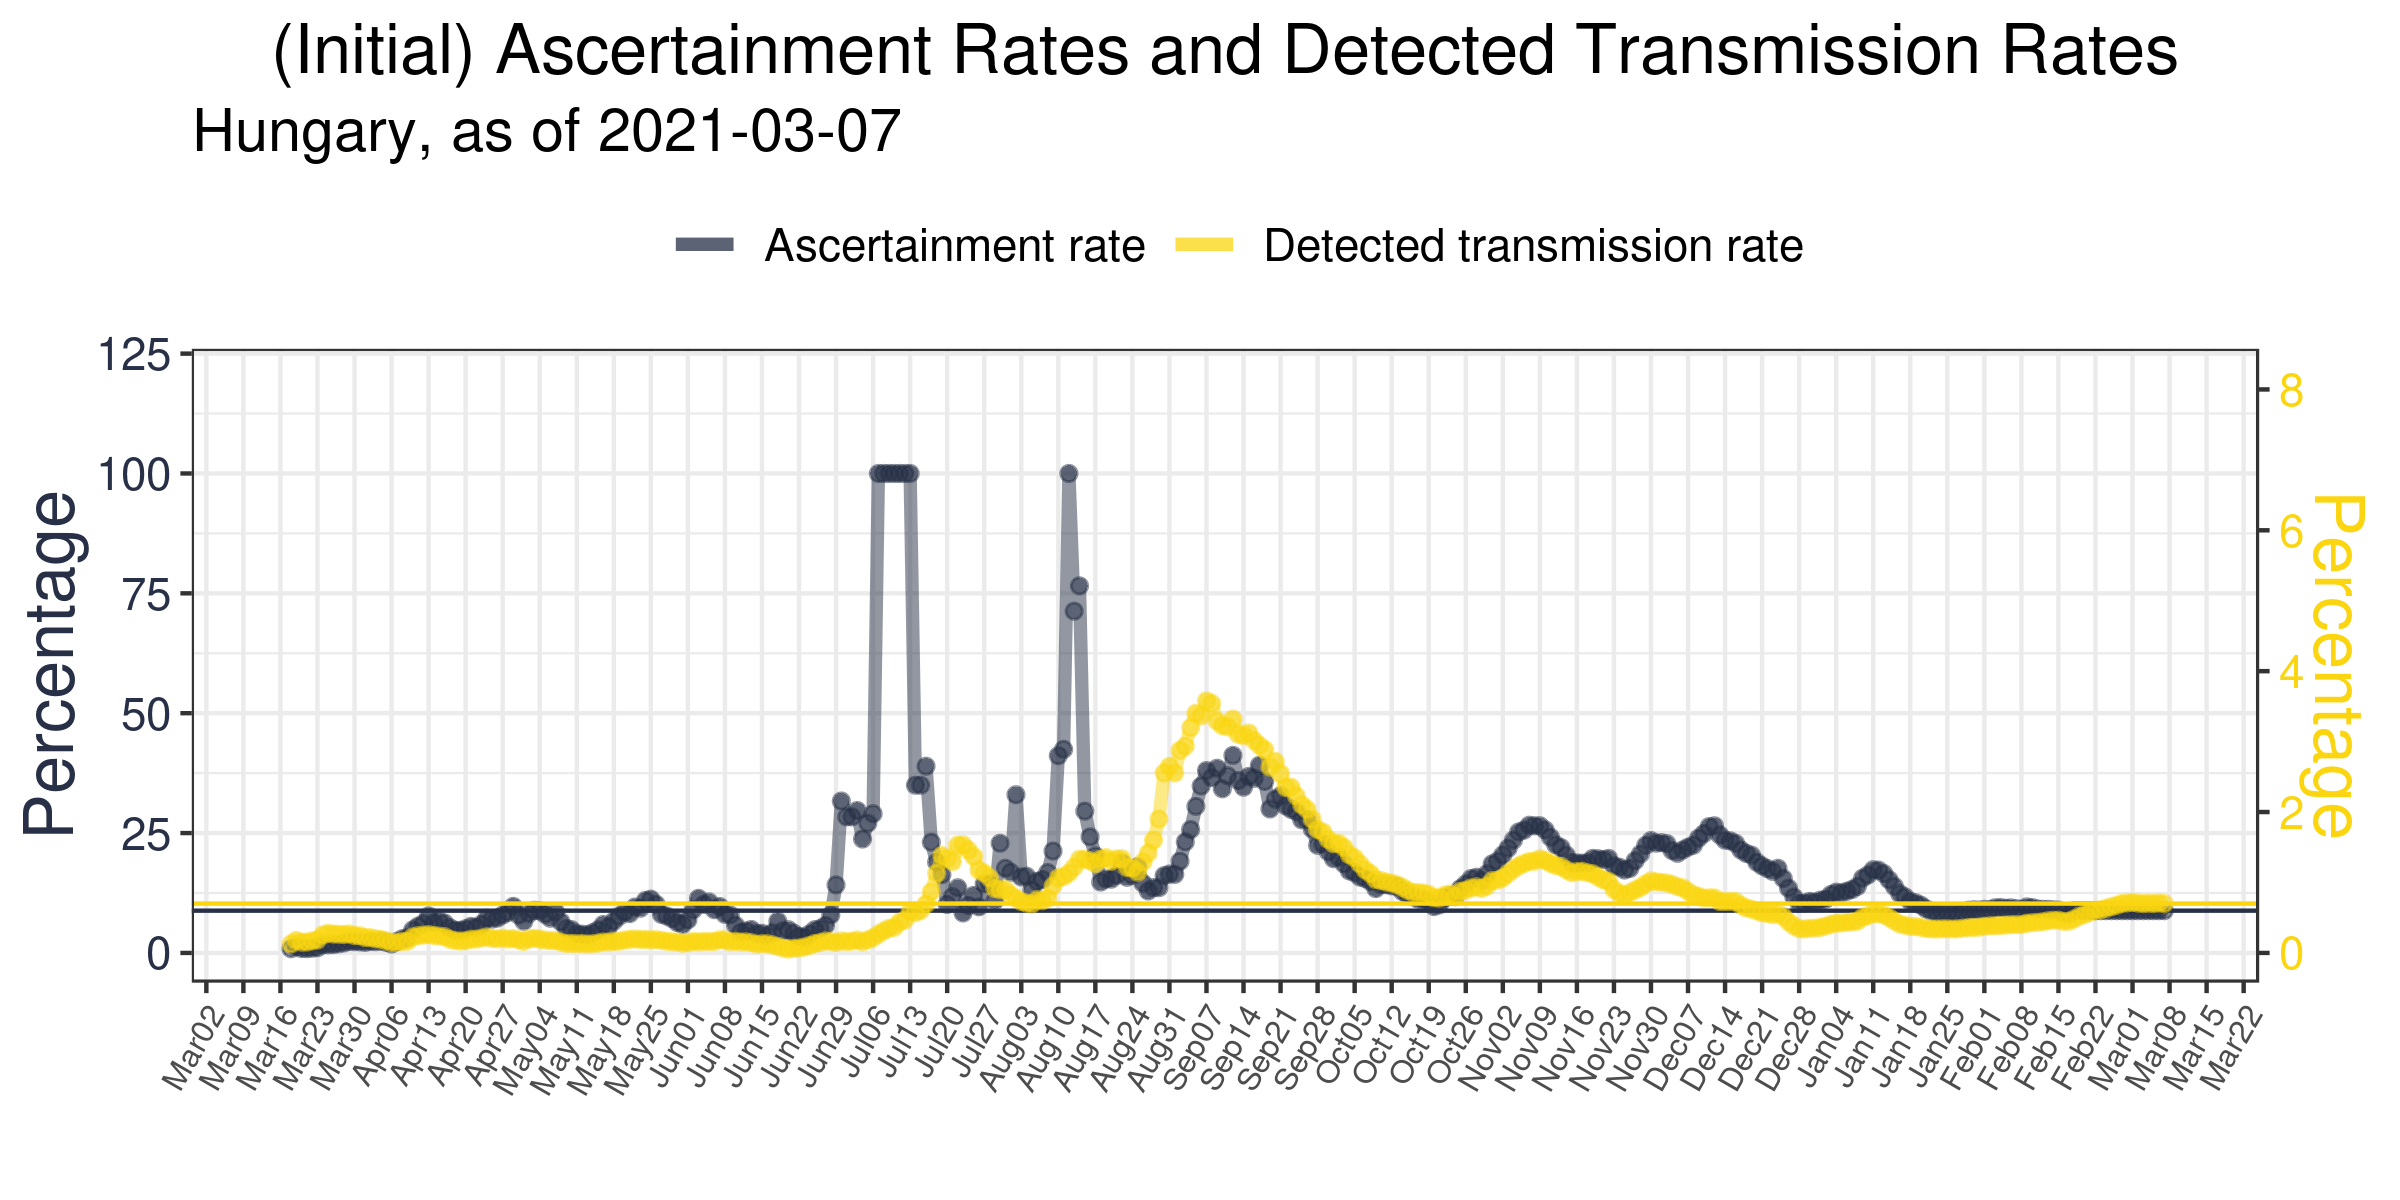 (Initial) Ascertainment Rates and Detected Transmission Rates
Hungary, as of 2021-03-07
Ascertainment rate
Detected transmission rate
Percentage
125
100
75
50
25
0
8
6
4
2
0
Percentage
Mar02
Mar09
Mar16
Mar23
Mar30
Apr06
Apr13
Apr20
Apr27
May04
May11
May18
May25
Jun01
Jun08
Jun15
Jun22
Jun29
Jul06
Jul13
Jul20
Jul27
Aug03
Aug10
Aug17
Aug24
Aug31
Sep07
Sep14
Sep21
Sep28
Oct05
Oct12
Oct19
Oct26
Nov02
Nov09
Nov16
Nov23
Nov30
Dec07
Dec14
Dec21
Dec28
Jan04
Jan11
Jan18
Jan25
Feb01
Feb08
Feb15
Feb22
Mar01
Mar08
Mar15
Mar22